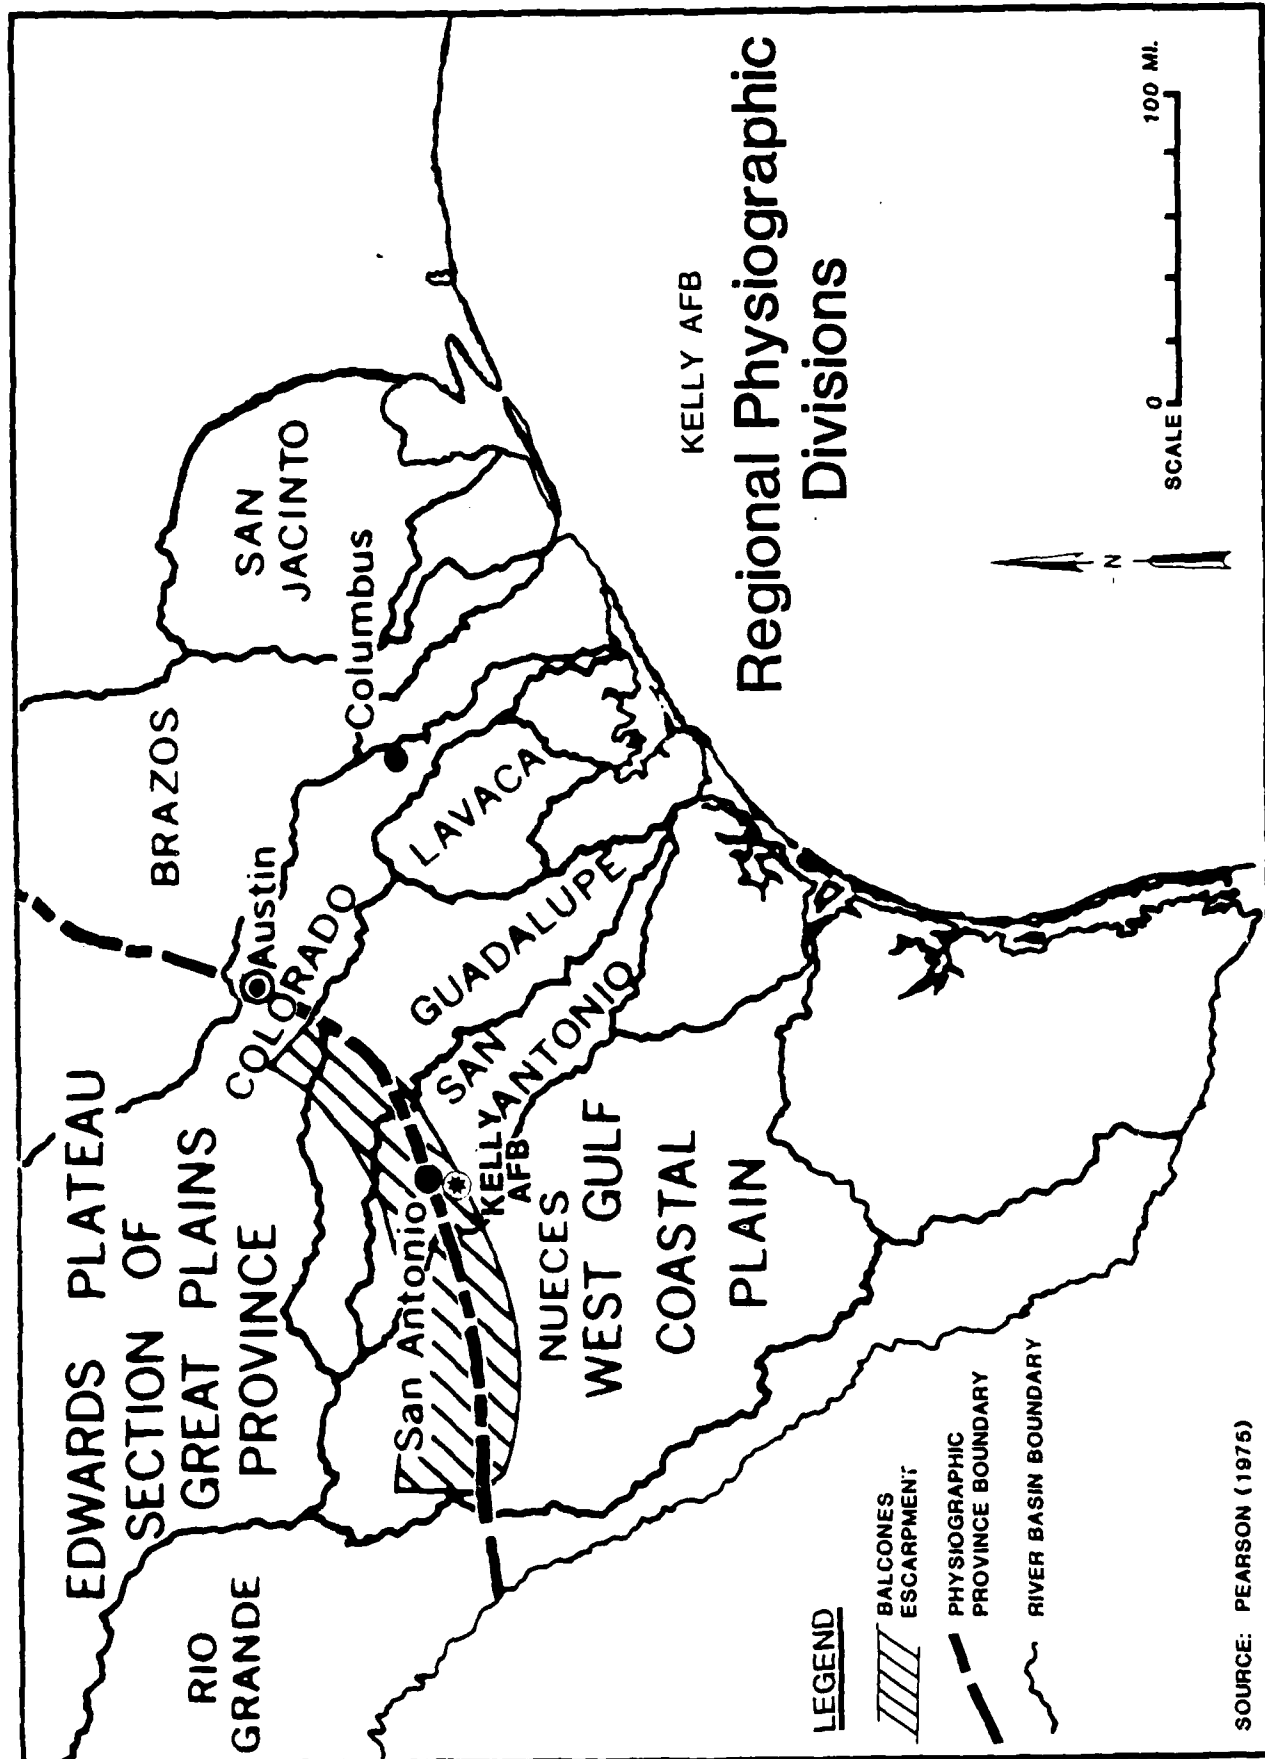 EDWARDS PLATEAU
SECTION OF
GREAT PLAINS
PROVINCE
RIO
GRANDE
BRAZOS
SAN
JACINTO
Columbus
Austin
COLORADO
LAVACA
GUADALUPE
SAN
ANTONIO
San Antonio
KELLY
AFB
NUECES
WEST GULF
COASTAL
PLAIN
KELLY AFB
Regional Physiographic
Divisions
N
SCALE 0 100 MI.
LEGEND
BALCONES
ESCARPMENT
PHYSIOGRAPHIC
PROVINCE BOUNDARY
RIVER BASIN BOUNDARY
SOURCE: PEARSON (1975)